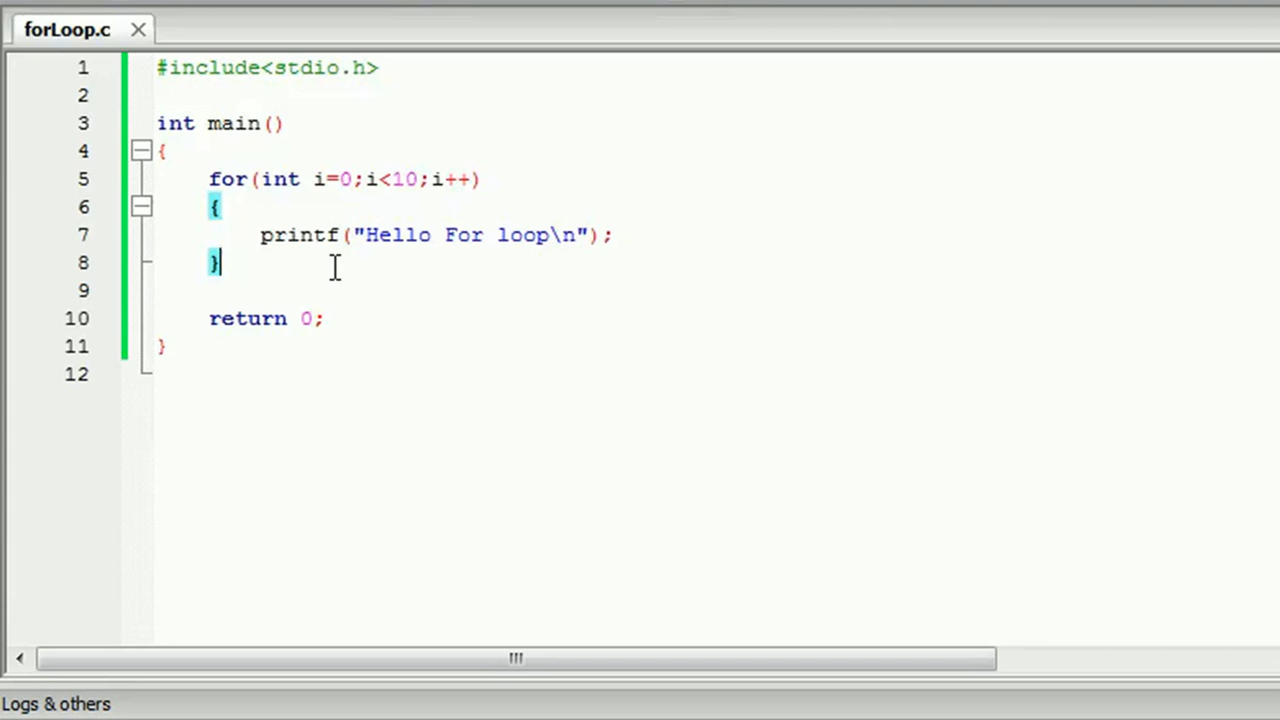 forLoop.c
1 #include<stdio.h>
2
3 int main()
4 {
5 for(int i=0;i<10;i++)
6 {
7 printf("Hello For loop\n");
8 }
9
10 return 0;
11 }
12
Logs & others